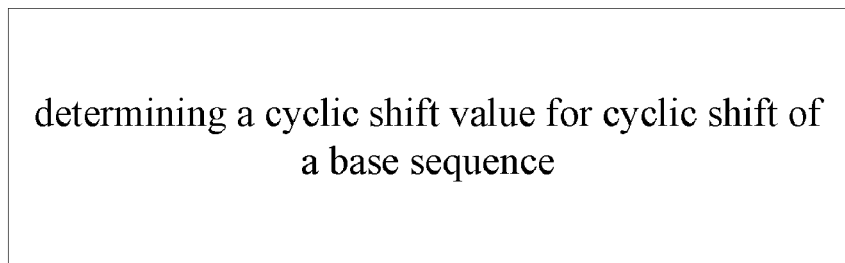 determining a cyclic shift value for cyclic shift of
a base sequence